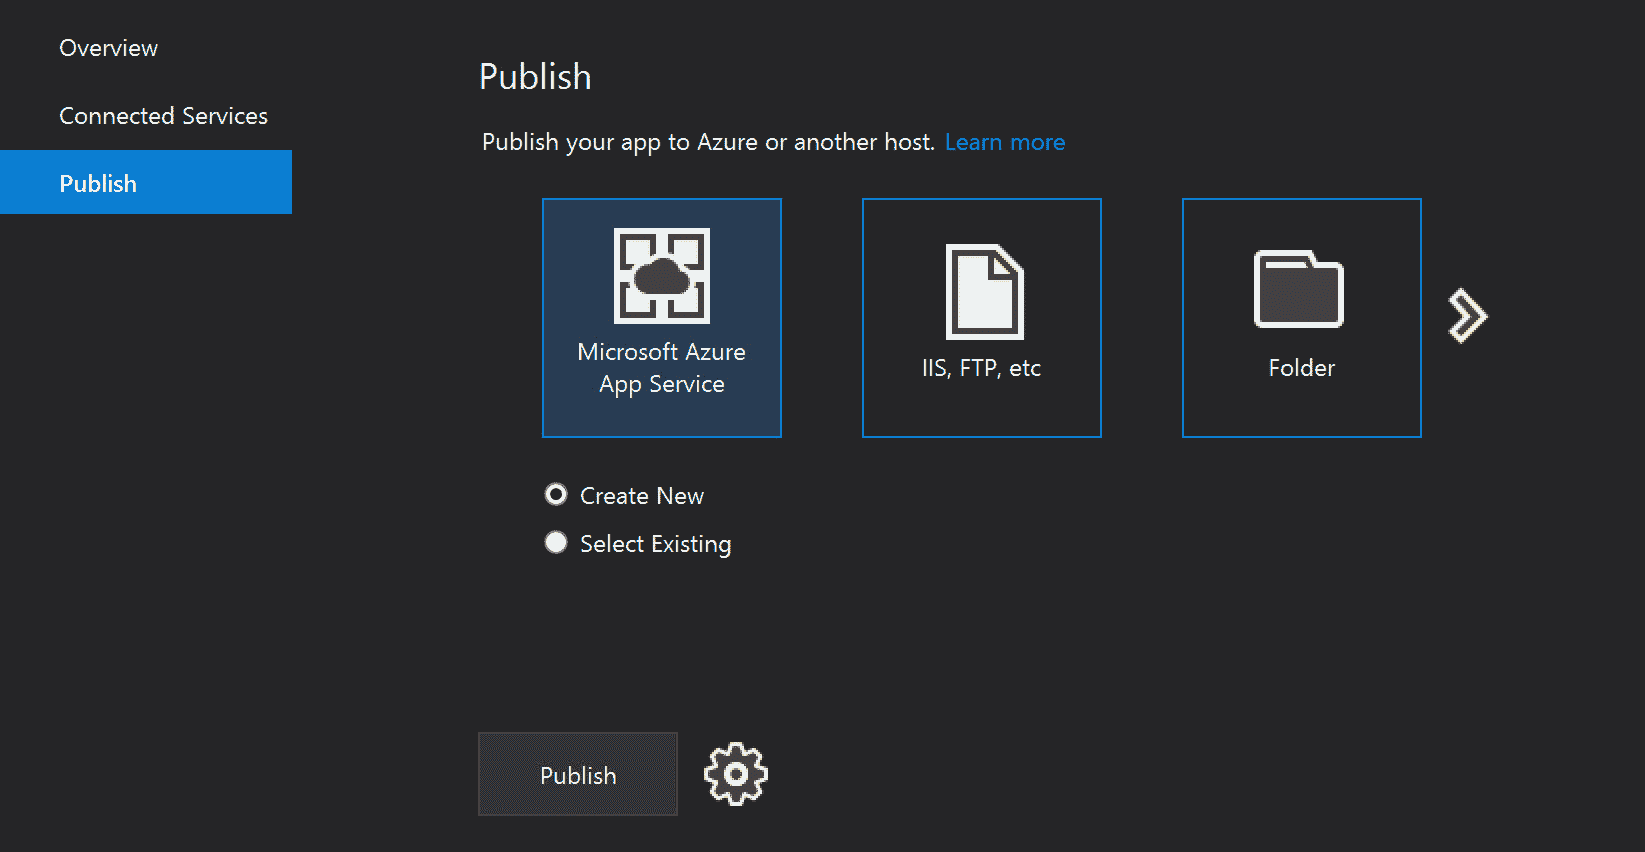 Overview
Connected Services
Publish
Publish
Publish your app to Azure or another host. Learn more
Microsoft Azure
App Service
IIS, FTP, etc
Folder
Create New
Select Existing
Publish